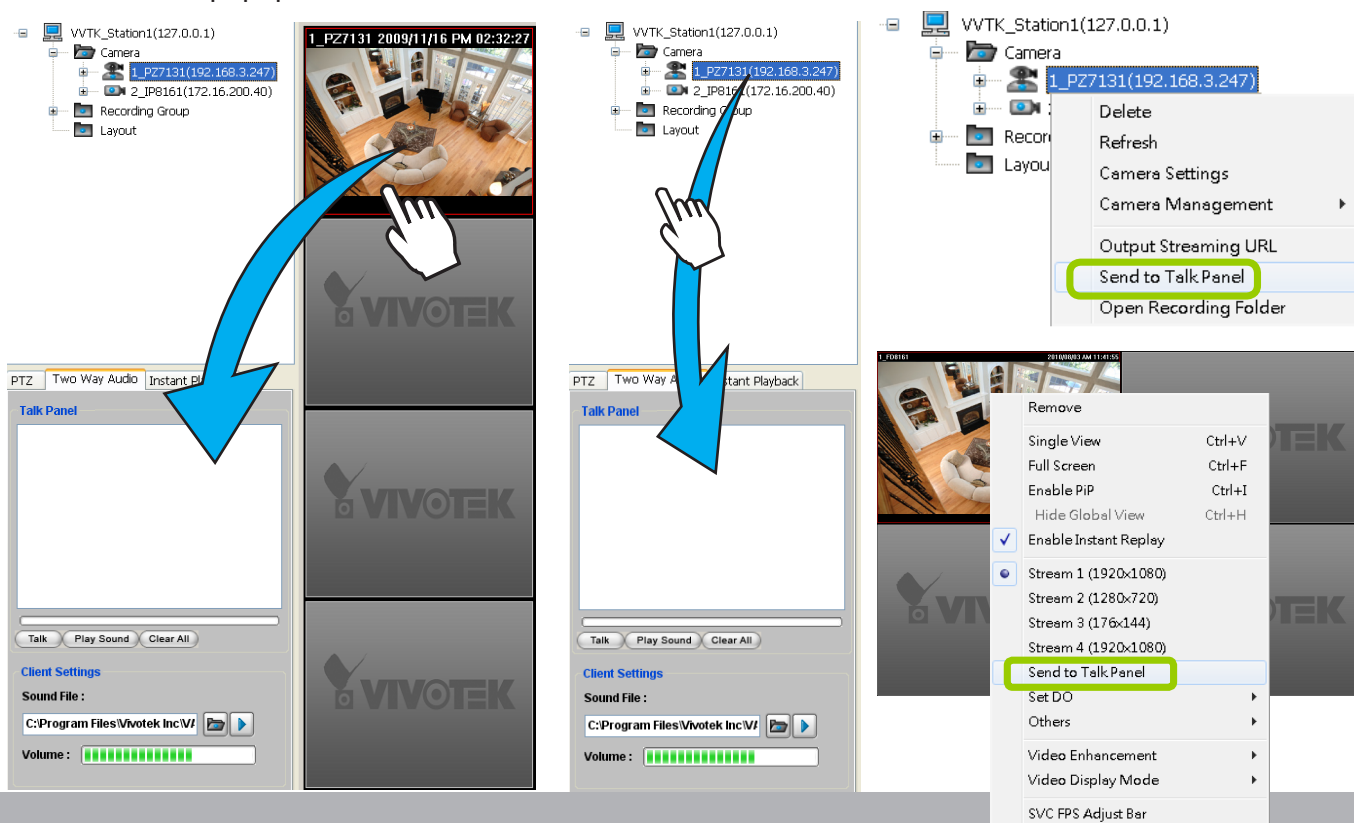 VVTK_Station1(127.0.0.1)
Camera
1_PZ7131(192.168.3.247)
2_IP8161(172.16.200.40)
Recording Group
Layout
1_PZ7131 2009/11/16 PM 02:32:27
VIVOTEK
VIVOTEK
VIVOTEK
PTZ Two Way Audio Instant
Talk Panel
Talk Play Sound Clear All
Client Settings
Sound File :
C:\Program Files\Vivotek Inc\V
Volume :
VVTK_Station1(127.0.0.1)
Camera
1_PZ7131(192.168.3.247)
2_IP8161(172.16.200.40)
Recording Group
Layout
PTZ Two Way Playback
Talk Panel
Talk Play Sound Clear All
Client Settings
Sound File :
C:\Program Files\Vivotek Inc\V
Volume :
VVTK_Station1(127.0.0.1)
Camera
1_PZ7131(192.168.3.247)
Delete
Refresh
Camera Settings
Camera Management
Output Streaming URL
Send to Talk Panel
Open Recording Folder
1_FD8161 2010/08/03 AM 11:41:55
Remove
Single View Ctrl+V
Full Screen Ctrl+F
Enable PiP Ctrl+I
Hide Global View Ctrl+H
Enable Instant Replay
Stream 1 (1920x1080)
Stream 2 (1280x720)
Stream 3 (176x144)
Stream 4 (1920x1080)
Send to Talk Panel
Set DO
Others
Video Enhancement
Video Display Mode
SVC FPS Adjust Bar